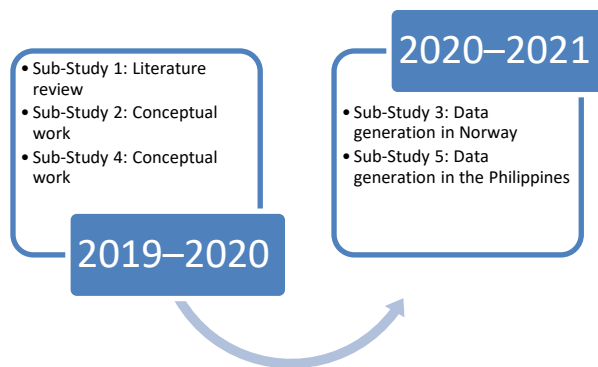 • Sub-Study 1: Literature
review
• Sub-Study 2: Conceptual
work
• Sub-Study 4: Conceptual
work
2019–2020
2020–2021
• Sub-Study 3: Data
generation in Norway
• Sub-Study 5: Data
generation in the Philippines